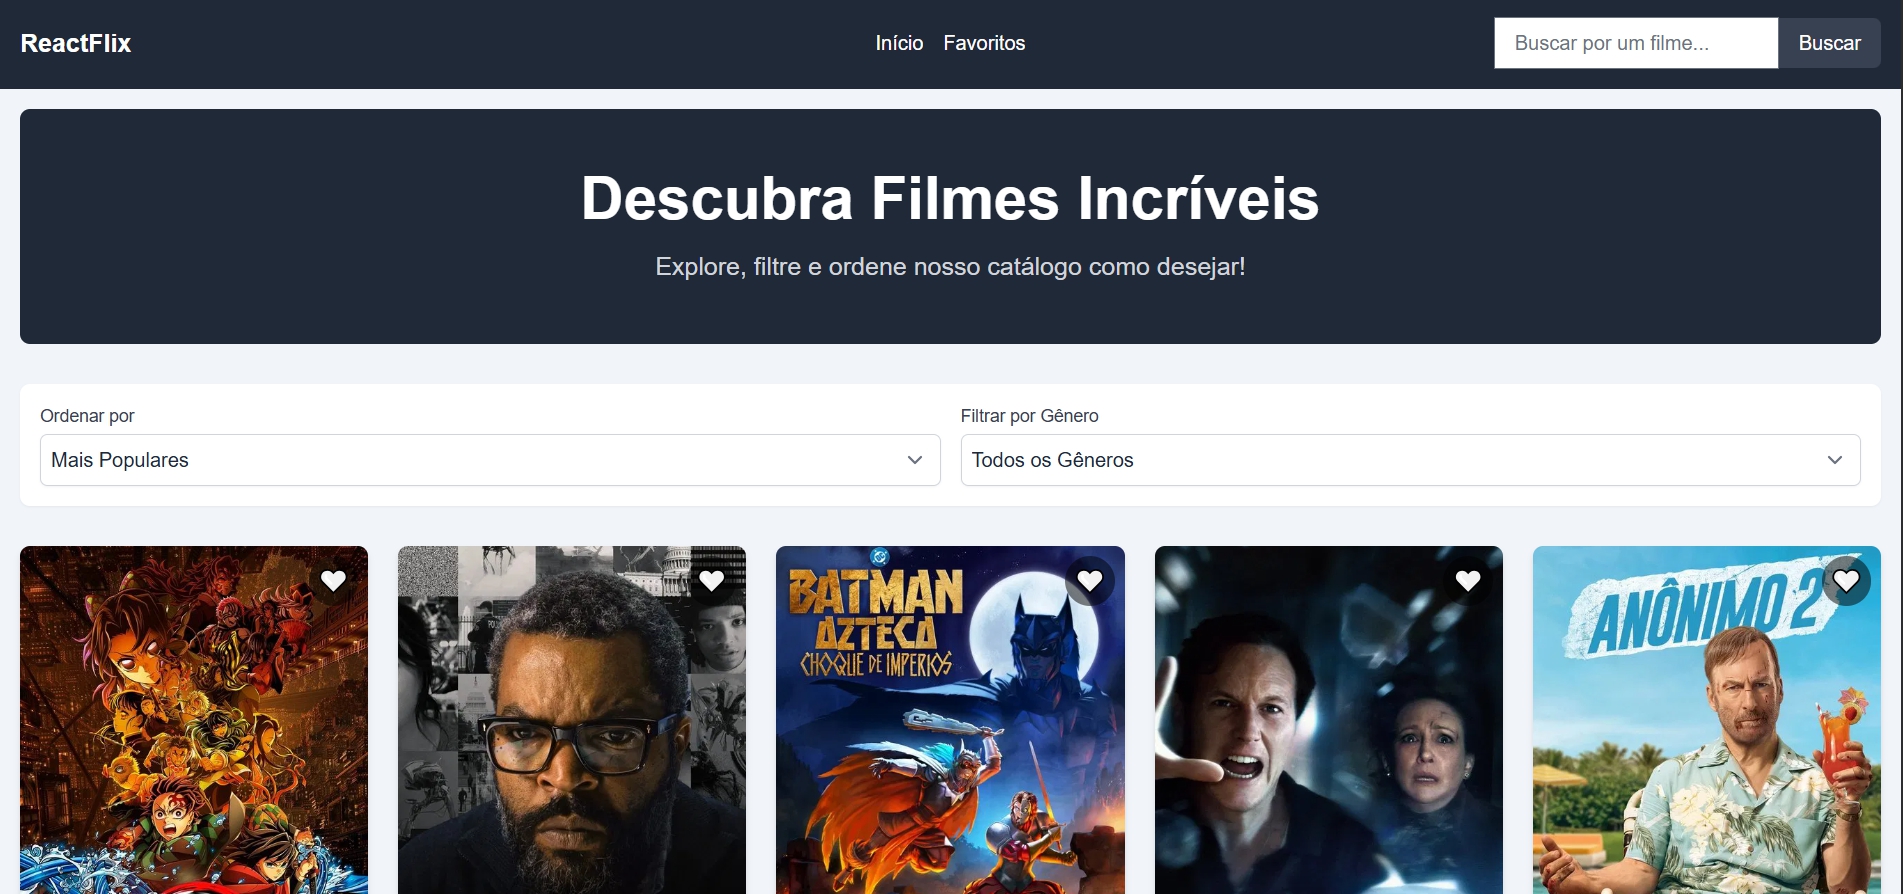 ReactFlix
Início Favoritos
Buscar por um filme...
Buscar
Descubra Filmes Incríveis
Explore, filtre e ordene nosso catálogo como desejar!
Ordenar por
Mais Populares
Filtrar por Gênero
Todos os Gêneros
BATMAN
AZTECA
CHOQUE DE IMPERIOS
ANÔNIMO 2